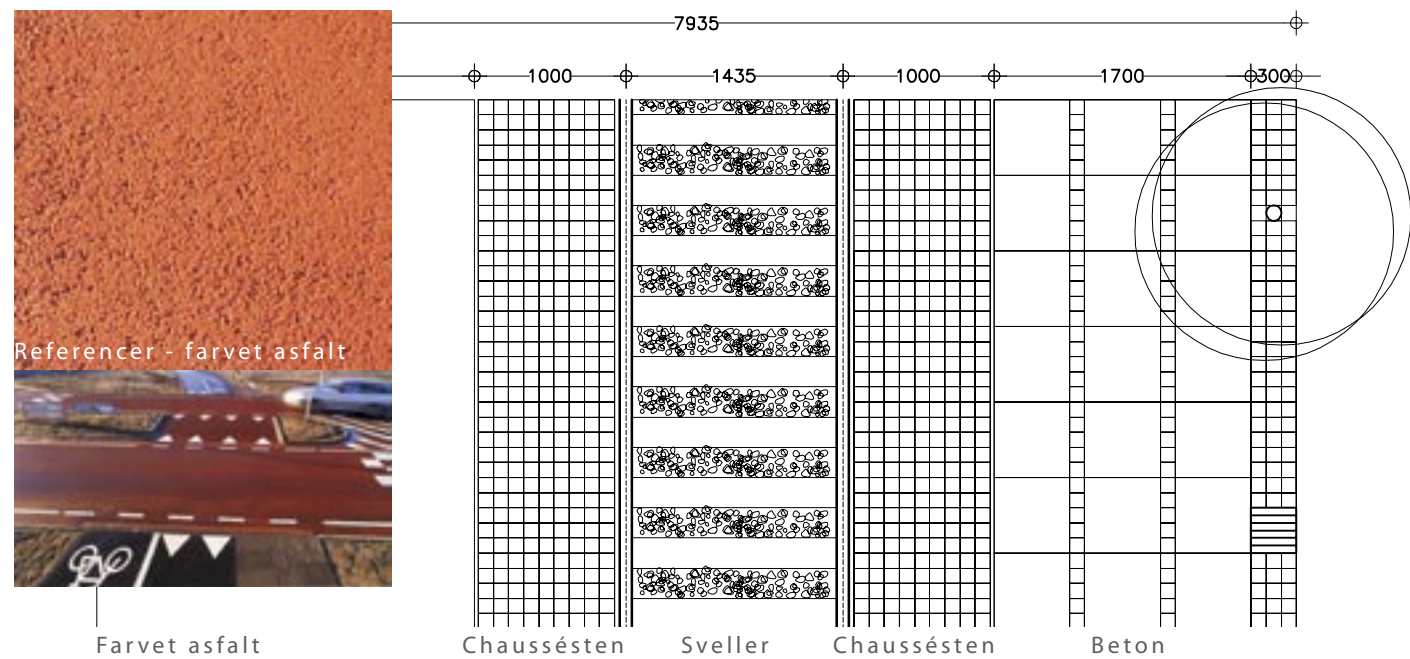 7935
1000 1435 1000 1700 300
Referencer - farvet asfalt
Farvet asfalt Chaussésten Sveller Chaussésten Beton